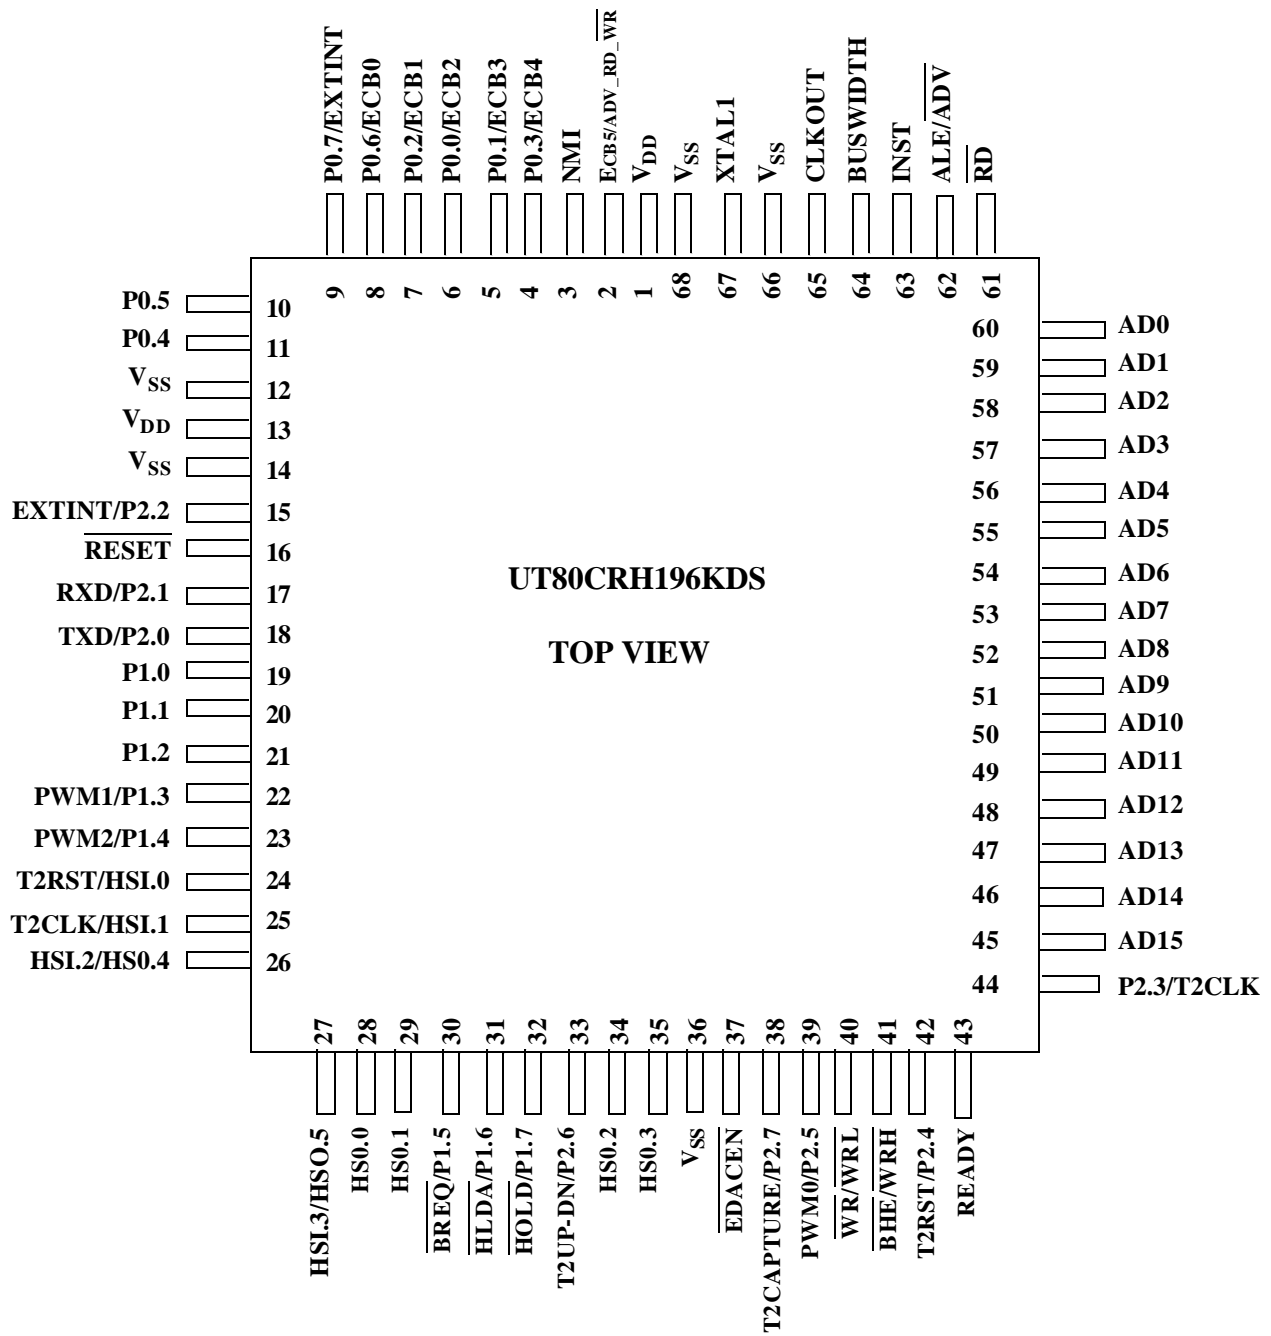 P0.7/EXTINT
P0.6/ECB0
P0.2/ECB1
P0.0/ECB2
P0.1/ECB3
P0.3/ECB4
NMI
ECB5/ADV_RD_WR
VDD
VSS
XTAL1
VSS
CLKOUT
BUSWIDTH
INST
ALE/ADV
RD
9
8
7
6
5
4
3
2
1
68
67
66
65
64
63
62
61
P0.5 10
P0.4 11
VSS 12
VDD 13
VSS 14
EXTINT/P2.2 15
RESET 16
RXD/P2.1 17
TXD/P2.0 18
P1.0 19
P1.1 20
P1.2 21
PWM1/P1.3 22
PWM2/P1.4 23
T2RST/HSI.0 24
T2CLK/HSI.1 25
HSI.2/HS0.4 26
UT80CRH196KDS
TOP VIEW
60 AD0
59 AD1
58 AD2
57 AD3
56 AD4
55 AD5
54 AD6
53 AD7
52 AD8
51 AD9
50 AD10
49 AD11
48 AD12
47 AD13
46 AD14
45 AD15
44 P2.3/T2CLK
27
28
29
30
31
32
33
34
35
36
37
38
39
40
41
42
43
HSI.3/HSO.5
HS0.0
HS0.1
BREQ/P1.5
HLDA/P1.6
HOLD/P1.7
T2UP-DN/P2.6
HS0.2
HS0.3
VSS
EDACEN
T2CAPTURE/P2.7
PWM0/P2.5
WR/WRL
BHE/WRH
T2RST/P2.4
READY